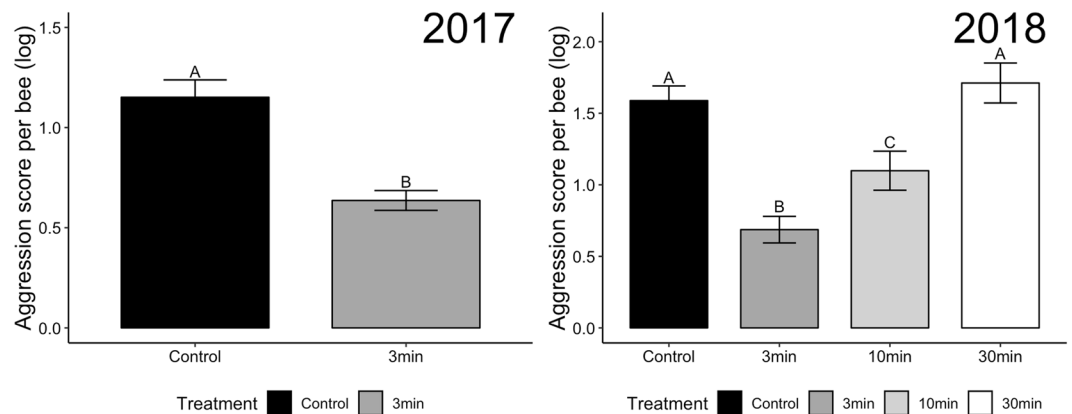 2017
Aggression score per bee (log)
1.5
1.0
0.5
0.0
A
B
Control 3min
Treatment Control 3min
2018
Aggression score per bee (log)
2.0
1.5
1.0
0.5
0.0
A
B
C
A
Control 3min 10min 30min
Treatment Control 3min 10min 30min